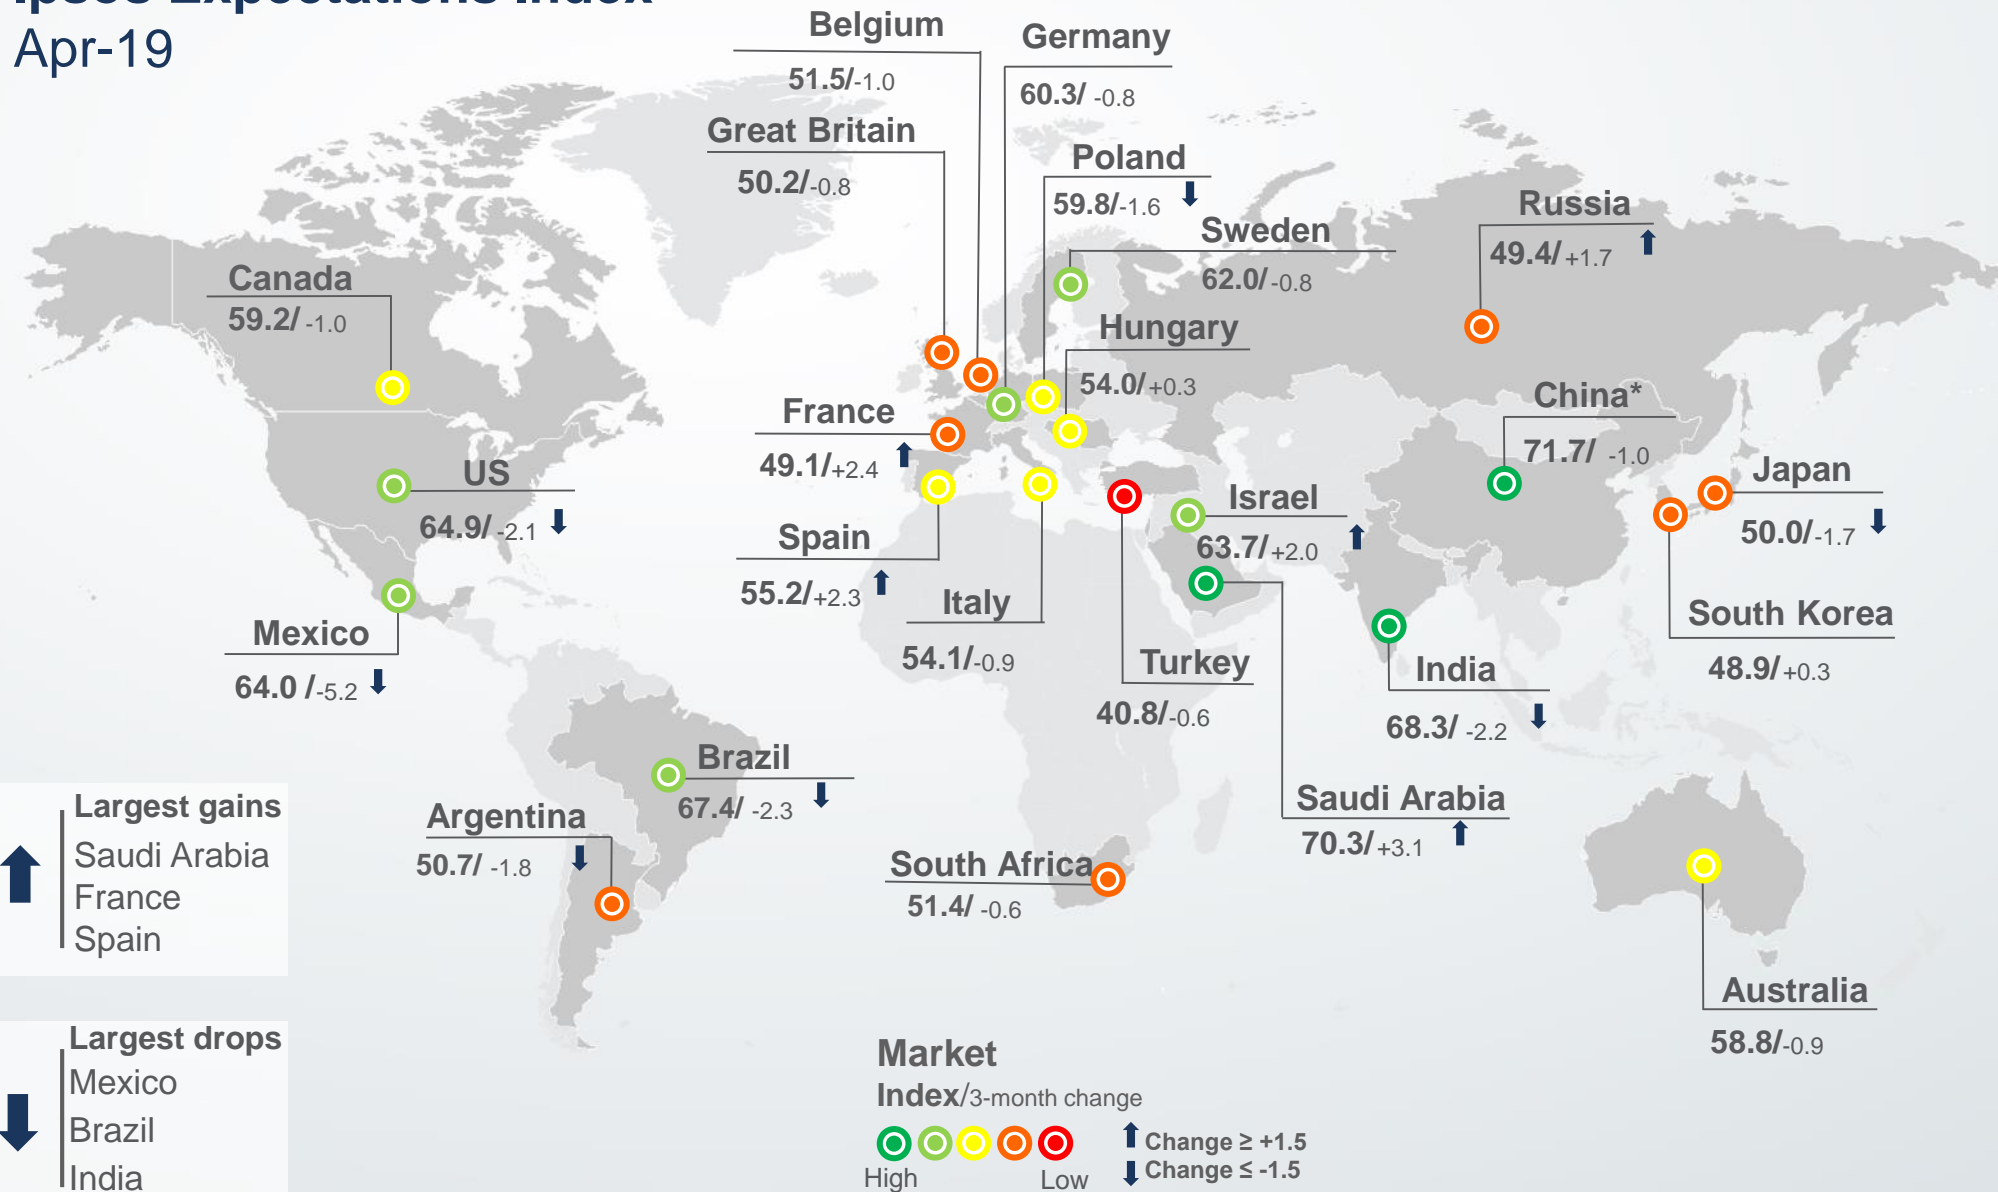 Ipsos Expectations Index
Apr-19
Belgium
51.5/-1.0
Germany
60.3/ -0.8
Great Britain
50.2/-0.8
Poland
59.8/-1.6
Sweden
62.0/-0.8
Russia
49.4/+1.7
Canada
59.2/ -1.0
Hungary
54.0/+0.3
France
49.1/+2.4
China*
71.7/ -1.0
US
64.9/ -2.1
Japan
50.0/-1.7
Israel
63.7/+2.0
Spain
55.2/+2.3
Italy
54.1/-0.9
Mexico
64.0 /-5.2
South Korea
48.9/+0.3
Turkey
40.8/-0.6
India
68.3/ -2.2
Brazil
67.4/ -2.3
Saudi Arabia
70.3/+3.1
Argentina
50.7/ -1.8
South Africa
51.4/ -0.6
Australia
58.8/-0.9
Largest gains
Saudi Arabia
France
Spain
Largest drops
Mexico
Brazil
India
Market
Index/3-month change
High
Low
Change ≥ +1.5
Change ≤ -1.5